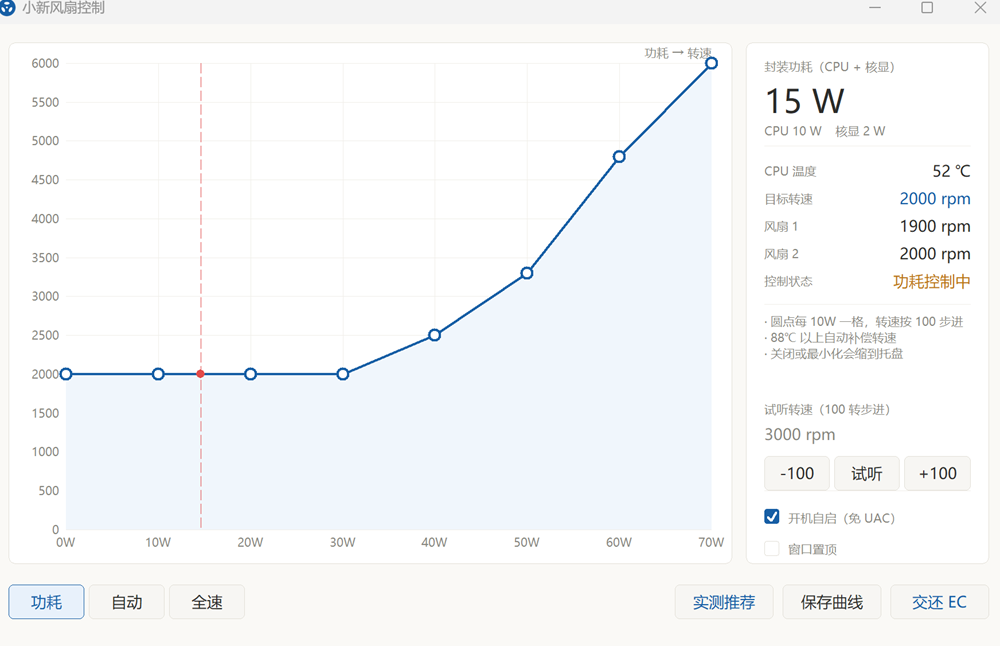 小新风扇控制
功耗 → 转速
6000
5500
5000
4500
4000
3500
3000
2500
2000
1500
1000
500
0
0W 10W 20W 30W 40W 50W 60W 70W
封装功耗（CPU + 核显）
15 W
CPU 10 W 核显 2 W
CPU 温度 52 ℃
目标转速 2000 rpm
风扇 1 1900 rpm
风扇 2 2000 rpm
控制状态 功耗控制中
· 圆点每 10W 一格，转速按 100 步进
· 88℃ 以上自动补偿转速
· 关闭或最小化会缩到托盘
试听转速（100 转步进）
3000 rpm
-100 试听 +100
开机自启（免 UAC）
窗口置顶
功耗 自动 全速 实测推荐 保存曲线 交还 EC